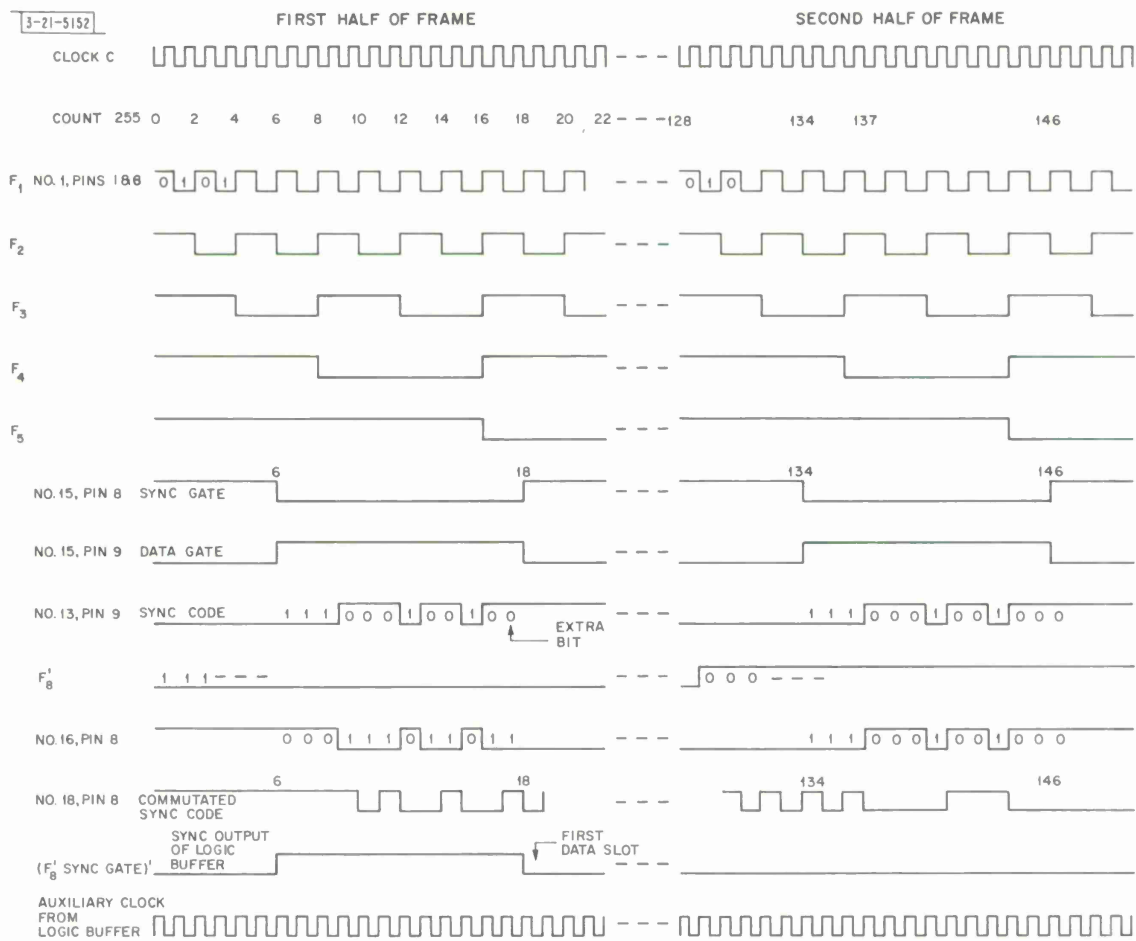 3-21-5152
FIRST HALF OF FRAME
SECOND HALF OF FRAME
CLOCK C
COUNT 255 0 2 4 6 8 10 12 14 16 18 20 22 - - - 128 134 137 146
F1 NO. 1, PINS 1&8 0 1 0 1 - - - 0 1 0
F2 - - -
F3 - - -
F4 - - -
F5 - - -
6 18 134 146
NO. 15, PIN 8 SYNC GATE - - -
NO. 15, PIN 9 DATA GATE - - -
NO. 13, PIN 9 SYNC CODE 1 1 1 0 0 0 1 0 0 1 0 0 - - - 1 1 1 0 0 0 1 0 0 1 0 0 0
EXTRA
BIT
F8' 1 1 1 - - - - - - 0 0 0 - - -
NO. 16, PIN 8 0 0 0 1 1 1 0 1 1 0 1 1 - - - 1 1 1 0 0 0 1 0 0 1 0 0 0
6 18 134 146
NO. 18, PIN 8 COMMUTATED
SYNC CODE - - -
SYNC OUTPUT
OF LOGIC
BUFFER
FIRST
DATA SLOT
(F8' SYNC GATE)' - - -
AUXILIARY CLOCK
FROM
LOGIC BUFFER - - -